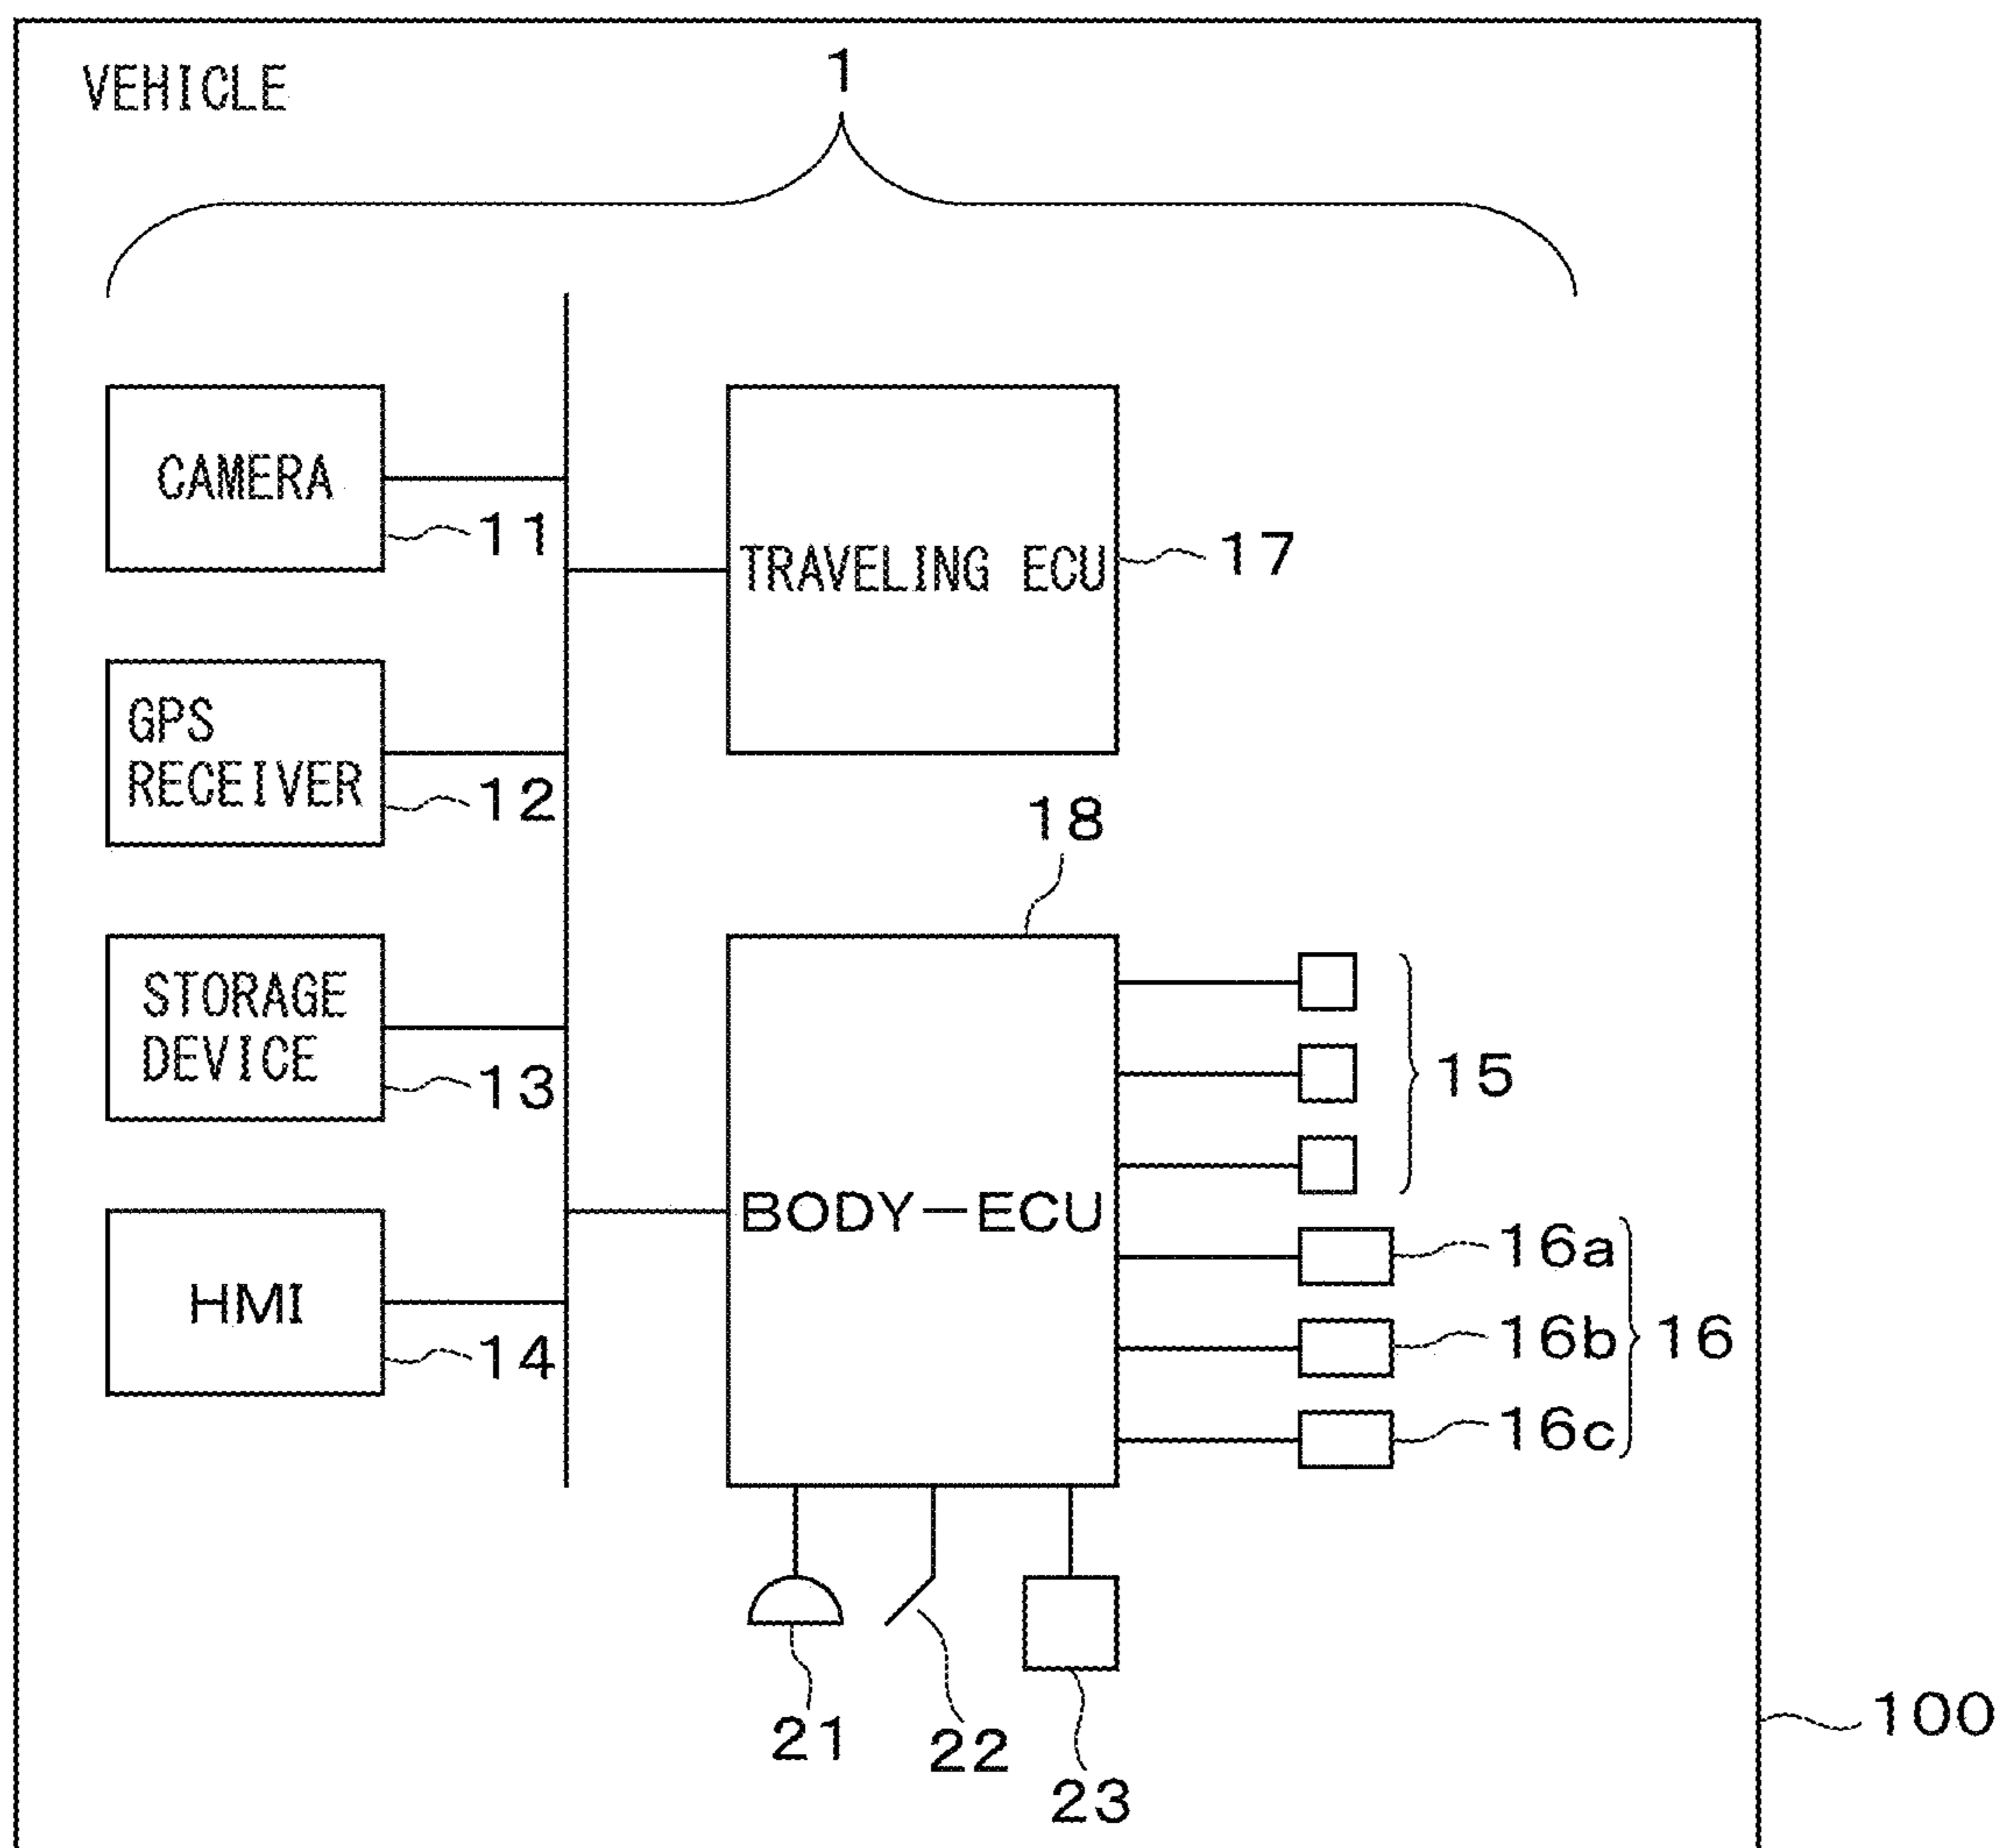 VEHICLE
1
CAMERA
11
TRAVELING ECU
17
GPS
RECEIVER
12
18
STORAGE
DEVICE
13
15
BODY-ECU
HMI
14
16a
16b
16
16c
21
22
23
100